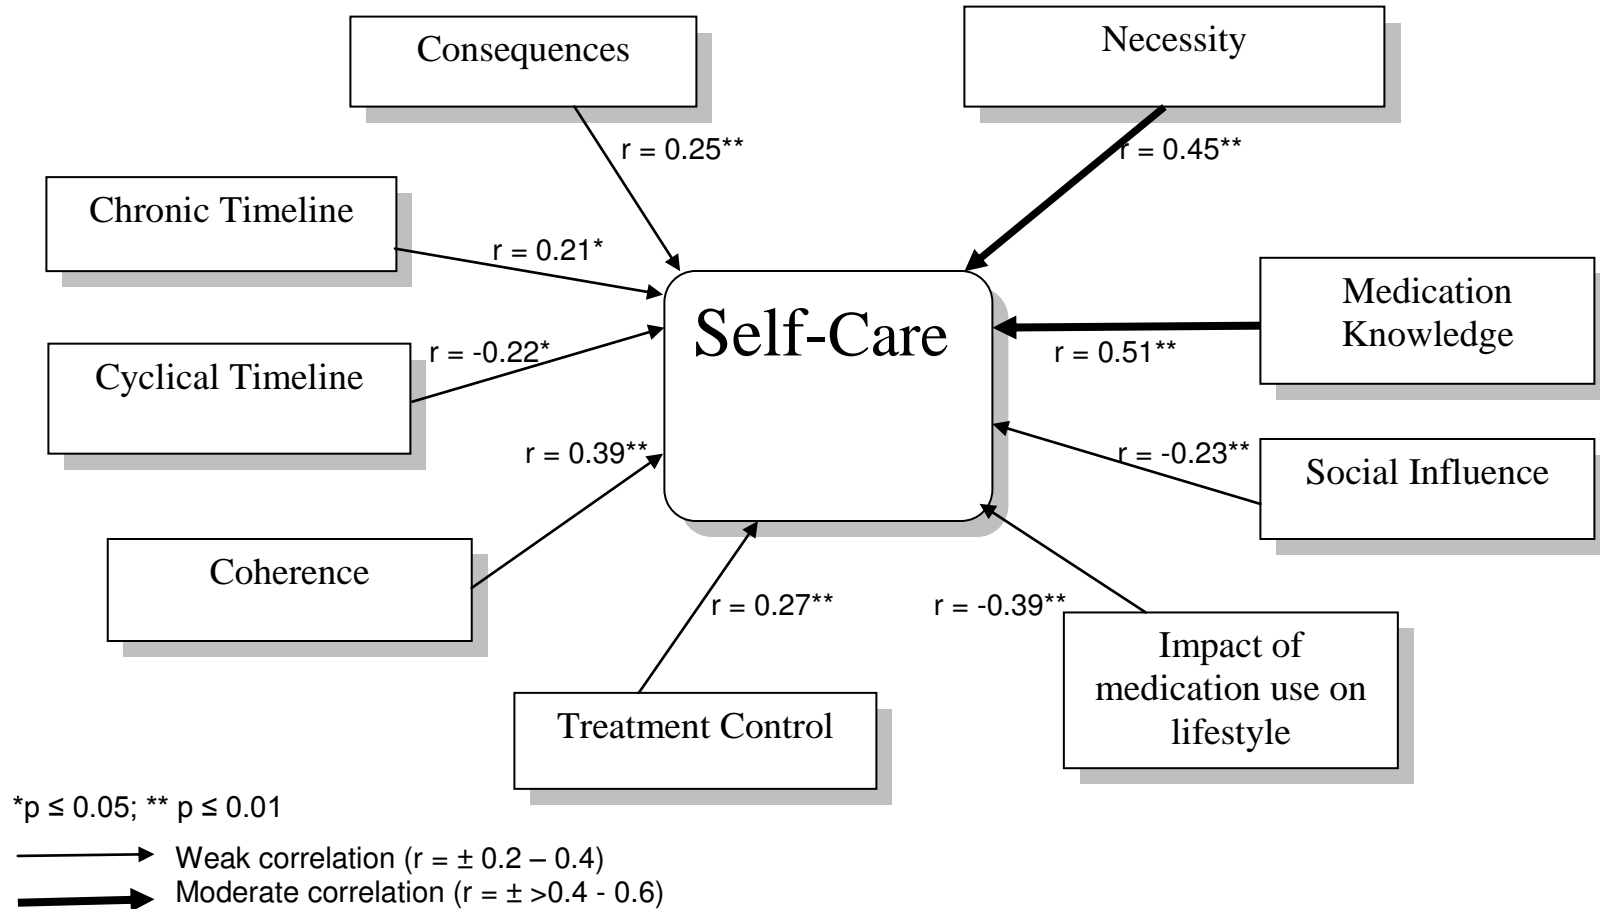 Consequences
Necessity
r = 0.25**
r = 0.45**
Chronic Timeline
r = 0.21*
Self-Care
Medication
Knowledge
r = 0.51**
Cyclical Timeline
r = -0.22*
r = 0.39**
r = -0.23**
Social Influence
Coherence
r = 0.27**
r = -0.39**
Impact of
medication use on
lifestyle
Treatment Control
*p ≤ 0.05; ** p ≤ 0.01
Weak correlation (r = ± 0.2 – 0.4)
Moderate correlation (r = ± >0.4 - 0.6)